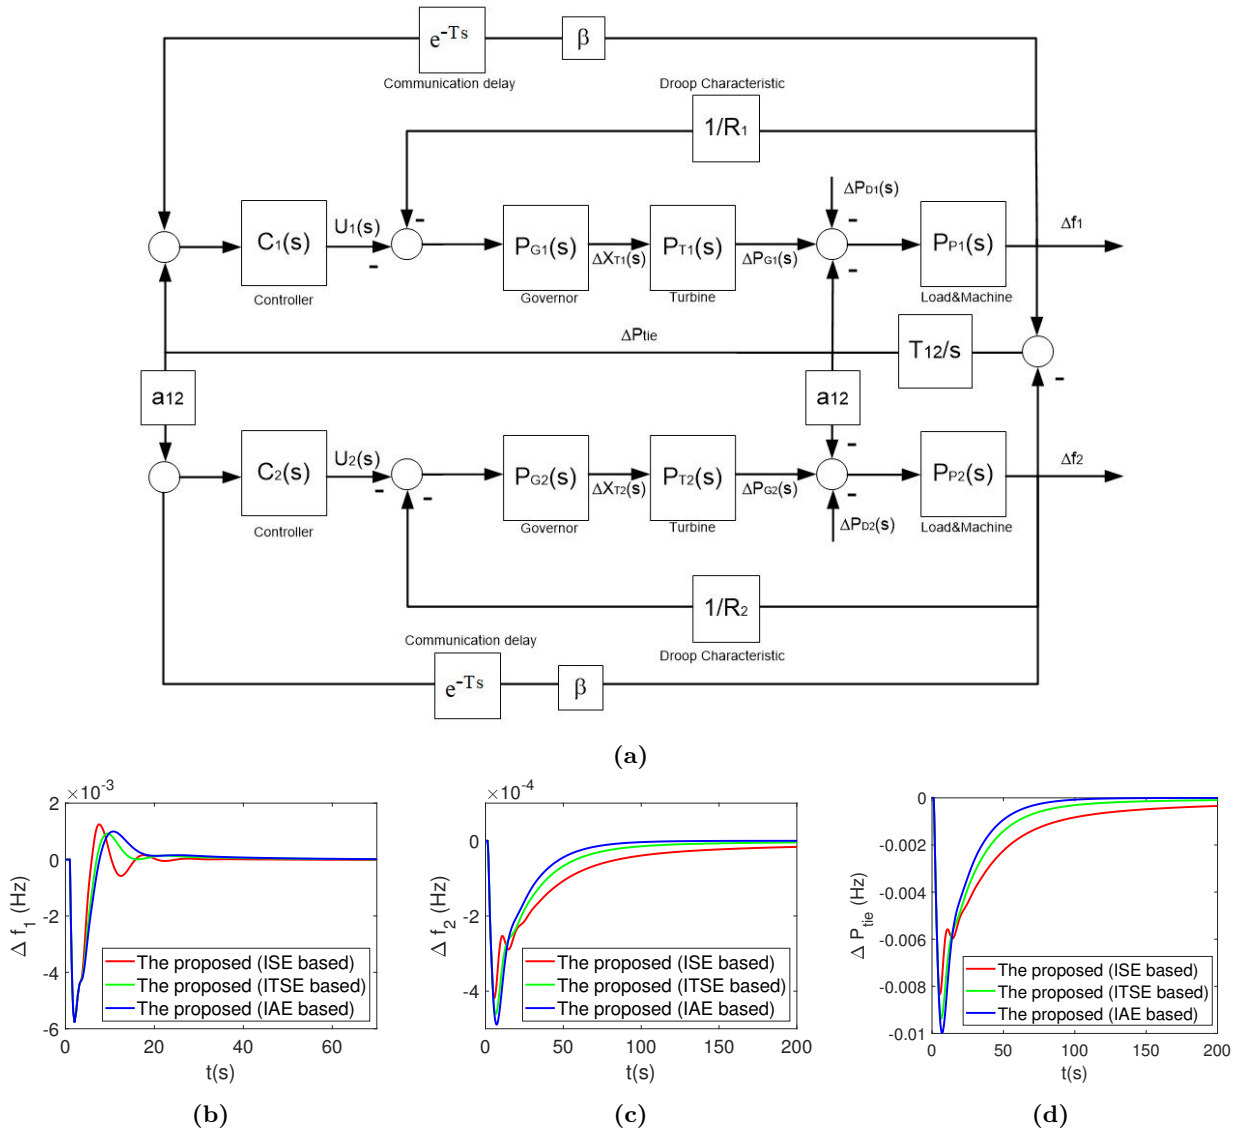 e-Ts
β
Communication delay
Droop Characteristic
1/R1
ΔPD1(s)
-
-
C1(s)
U1(s)
-
PG1(s)
ΔXT1(s)
PT1(s)
ΔPG1(s)
-
PP1(s)
Δf1
Controller
Governor
Turbine
Load&Machine
ΔPtie
T12/s
-
a12
a12
-
C2(s)
U2(s)
-
-
PG2(s)
ΔXT2(s)
PT2(s)
ΔPG2(s)
-
PP2(s)
Δf2
Controller
Governor
Turbine
ΔPD2(s)
Load&Machine
1/R2
Communication delay
Droop Characteristic
e-Ts
β
(a)
×10-3
2
0
-2
-4
-6
Δ f1 (Hz)
The proposed (ISE based)
The proposed (ITSE based)
The proposed (IAE based)
0 20 40 60
t(s)
(b)
×10-4
0
-2
-4
Δ f2 (Hz)
The proposed (ISE based)
The proposed (ITSE based)
The proposed (IAE based)
0 50 100 150 200
t(s)
(c)
0
-0.002
-0.004
-0.006
-0.008
-0.01
Δ Ptie (Hz)
The proposed (ISE based)
The proposed (ITSE based)
The proposed (IAE based)
0 50 100 150 200
t(s)
(d)